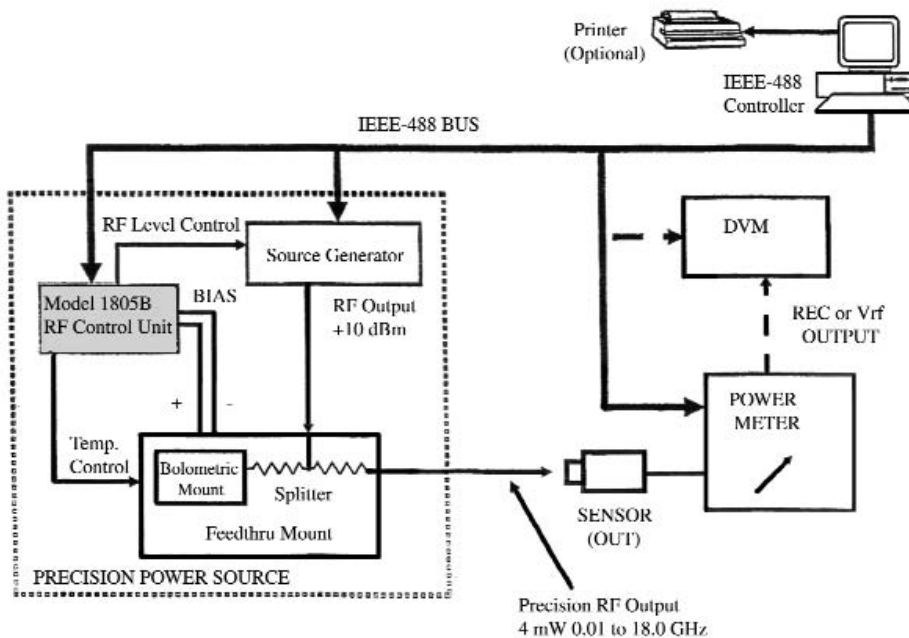 Printer
(Optional)
IEEE-488
Controller
IEEE-488 BUS
RF Level Control
Source Generator
DVM
Model 1805B
RF Control Unit
BIAS
RF Output
+10 dBm
REC or Vrf
OUTPUT
+ -
POWER
METER
Temp.
Control
Bolometric
Mount
Splitter
Feedthru Mount
SENSOR
(OUT)
PRECISION POWER SOURCE
Precision RF Output
4 mW 0.01 to 18.0 GHz